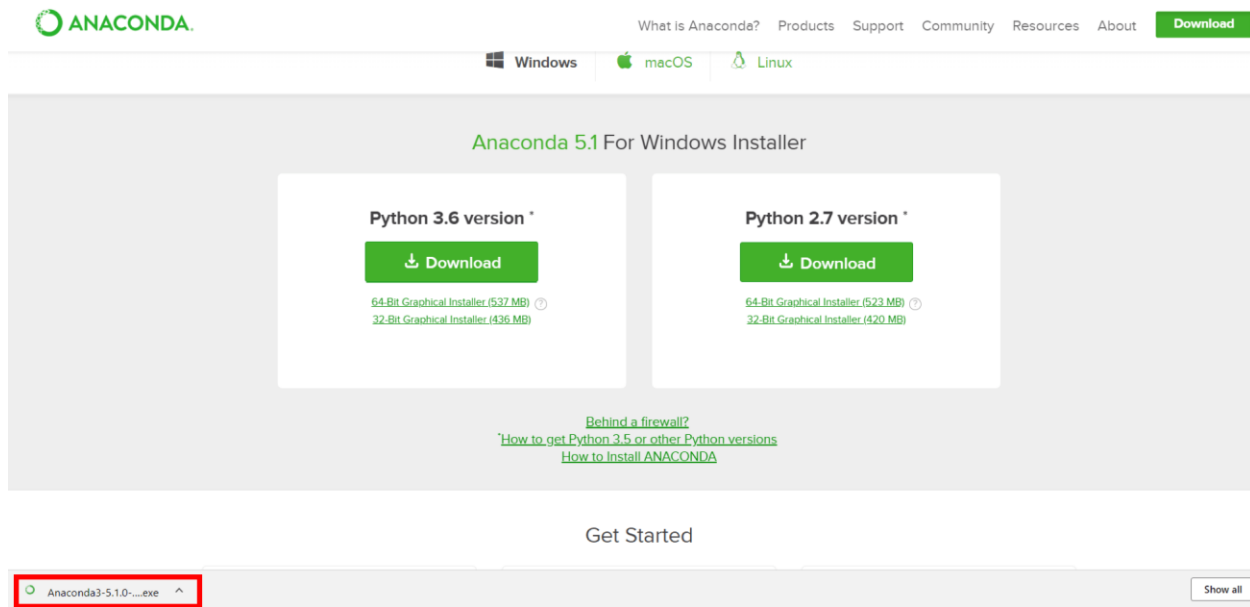 ANACONDA.
What is Anaconda? Products Support Community Resources About Download
Windows macOS Linux
Anaconda 5.1 For Windows Installer
Python 3.6 version *
Download
64-Bit Graphical Installer (537 MB) ?
32-Bit Graphical Installer (436 MB)
Python 2.7 version *
Download
64-Bit Graphical Installer (523 MB) ?
32-Bit Graphical Installer (420 MB)
Behind a firewall?
*How to get Python 3.5 or other Python versions
How to Install ANACONDA
Get Started
Anaconda3-5.1.0-....exe
Show all